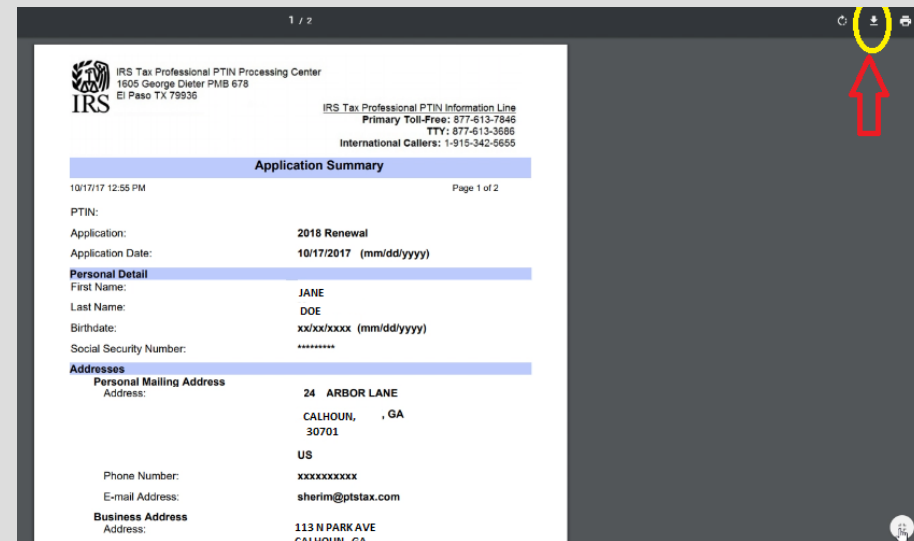 1 / 2
IRS Tax Professional PTIN Processing Center
1605 George Dieter PMB 678
El Paso TX 79936
IRS
IRS Tax Professional PTIN Information Line
Primary Toll-Free: 877-613-7846
TTY: 877-613-3686
International Callers: 1-915-342-5655
Application Summary
10/17/17 12:55 PM Page 1 of 2
PTIN:
Application: 2018 Renewal
Application Date: 10/17/2017 (mm/dd/yyyy)
Personal Detail
First Name: JANE
Last Name: DOE
Birthdate: xx/xx/xxxx (mm/dd/yyyy)
Social Security Number: *********
Addresses
Personal Mailing Address
Address: 24 ARBOR LANE
CALHOUN, , GA
30701
US
Phone Number: xxxxxxxxxx
E-mail Address: sherim@ptstax.com
Business Address
Address: 113 N PARK AVE
CALHOUN, GA